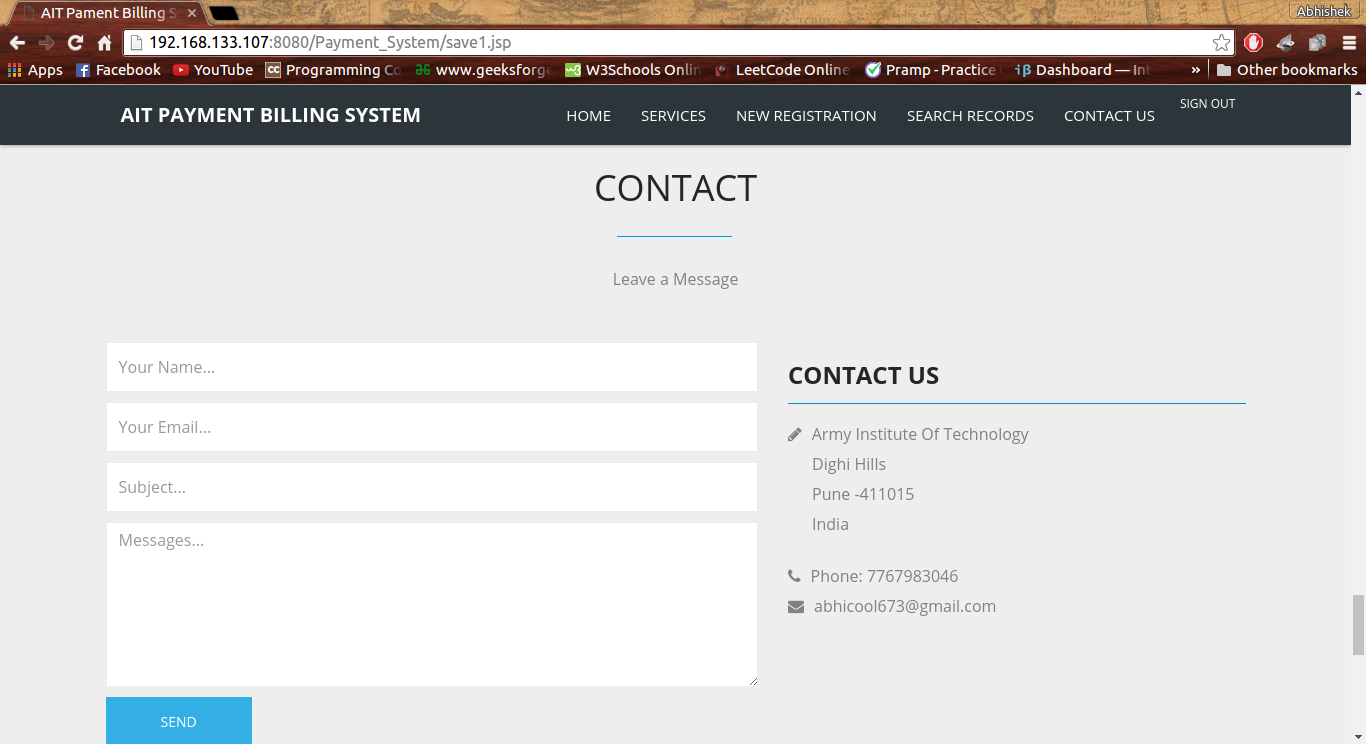 AIT Pament Billing S
Abhishek
192.168.133.107:8080/Payment_System/save1.jsp
Apps Facebook YouTube Programming Co www.geeksforge W3Schools Onlin LeetCode Online Pramp - Practice Dashboard — Int » Other bookmarks
AIT PAYMENT BILLING SYSTEM HOME SERVICES NEW REGISTRATION SEARCH RECORDS CONTACT US SIGN OUT
CONTACT
Leave a Message
Your Name...
Your Email...
Subject...
Messages...
SEND
CONTACT US
Army Institute Of Technology
Dighi Hills
Pune -411015
India
Phone: 7767983046
abhicool673@gmail.com